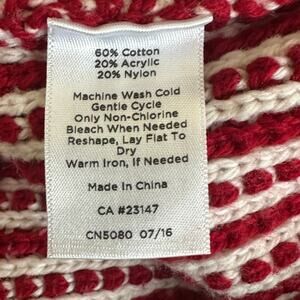 60% Cotton
20% Acrylic
20% Nylon
Machine Wash Cold
Gentle Cycle
Only Non-Chlorine
Bleach When Needed
Reshape, Lay Flat To
Dry
Warm Iron, If Needed
Made In China
CA #23147
CN5080 07/16